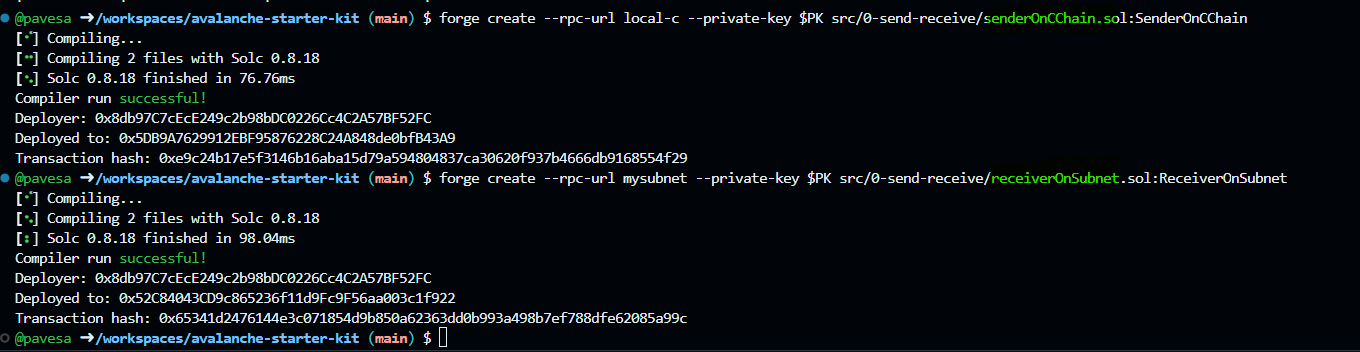 @pavesa ➜/workspaces/avalanche-starter-kit (main) $ forge create --rpc-url local-c --private-key $PK src/0-send-receive/senderOnCChain.sol:SenderOnCChain
[⠊] Compiling...
[⠒] Compiling 2 files with Solc 0.8.18
[⠢] Solc 0.8.18 finished in 76.76ms
Compiler run successful!
Deployer: 0x8db97C7cEcE249c2b98bDC0226Cc4C2A57BF52FC
Deployed to: 0x5DB9A7629912EBF95876228C24A848de0bfB43A9
Transaction hash: 0xe9c24b17e5f3146b16aba15d79a594804837ca30620f937b4666db9168554f29
@pavesa ➜/workspaces/avalanche-starter-kit (main) $ forge create --rpc-url mysubnet --private-key $PK src/0-send-receive/receiverOnSubnet.sol:ReceiverOnSubnet
[⠊] Compiling...
[⠢] Compiling 2 files with Solc 0.8.18
[⠆] Solc 0.8.18 finished in 98.04ms
Compiler run successful!
Deployer: 0x8db97C7cEcE249c2b98bDC0226Cc4C2A57BF52FC
Deployed to: 0x52C84043CD9c865236f11d9Fc9F56aa003c1f922
Transaction hash: 0x65341d2476144e3c071854d9b850a62363dd0b993a498b7ef788dfe62085a99c
@pavesa ➜/workspaces/avalanche-starter-kit (main) $